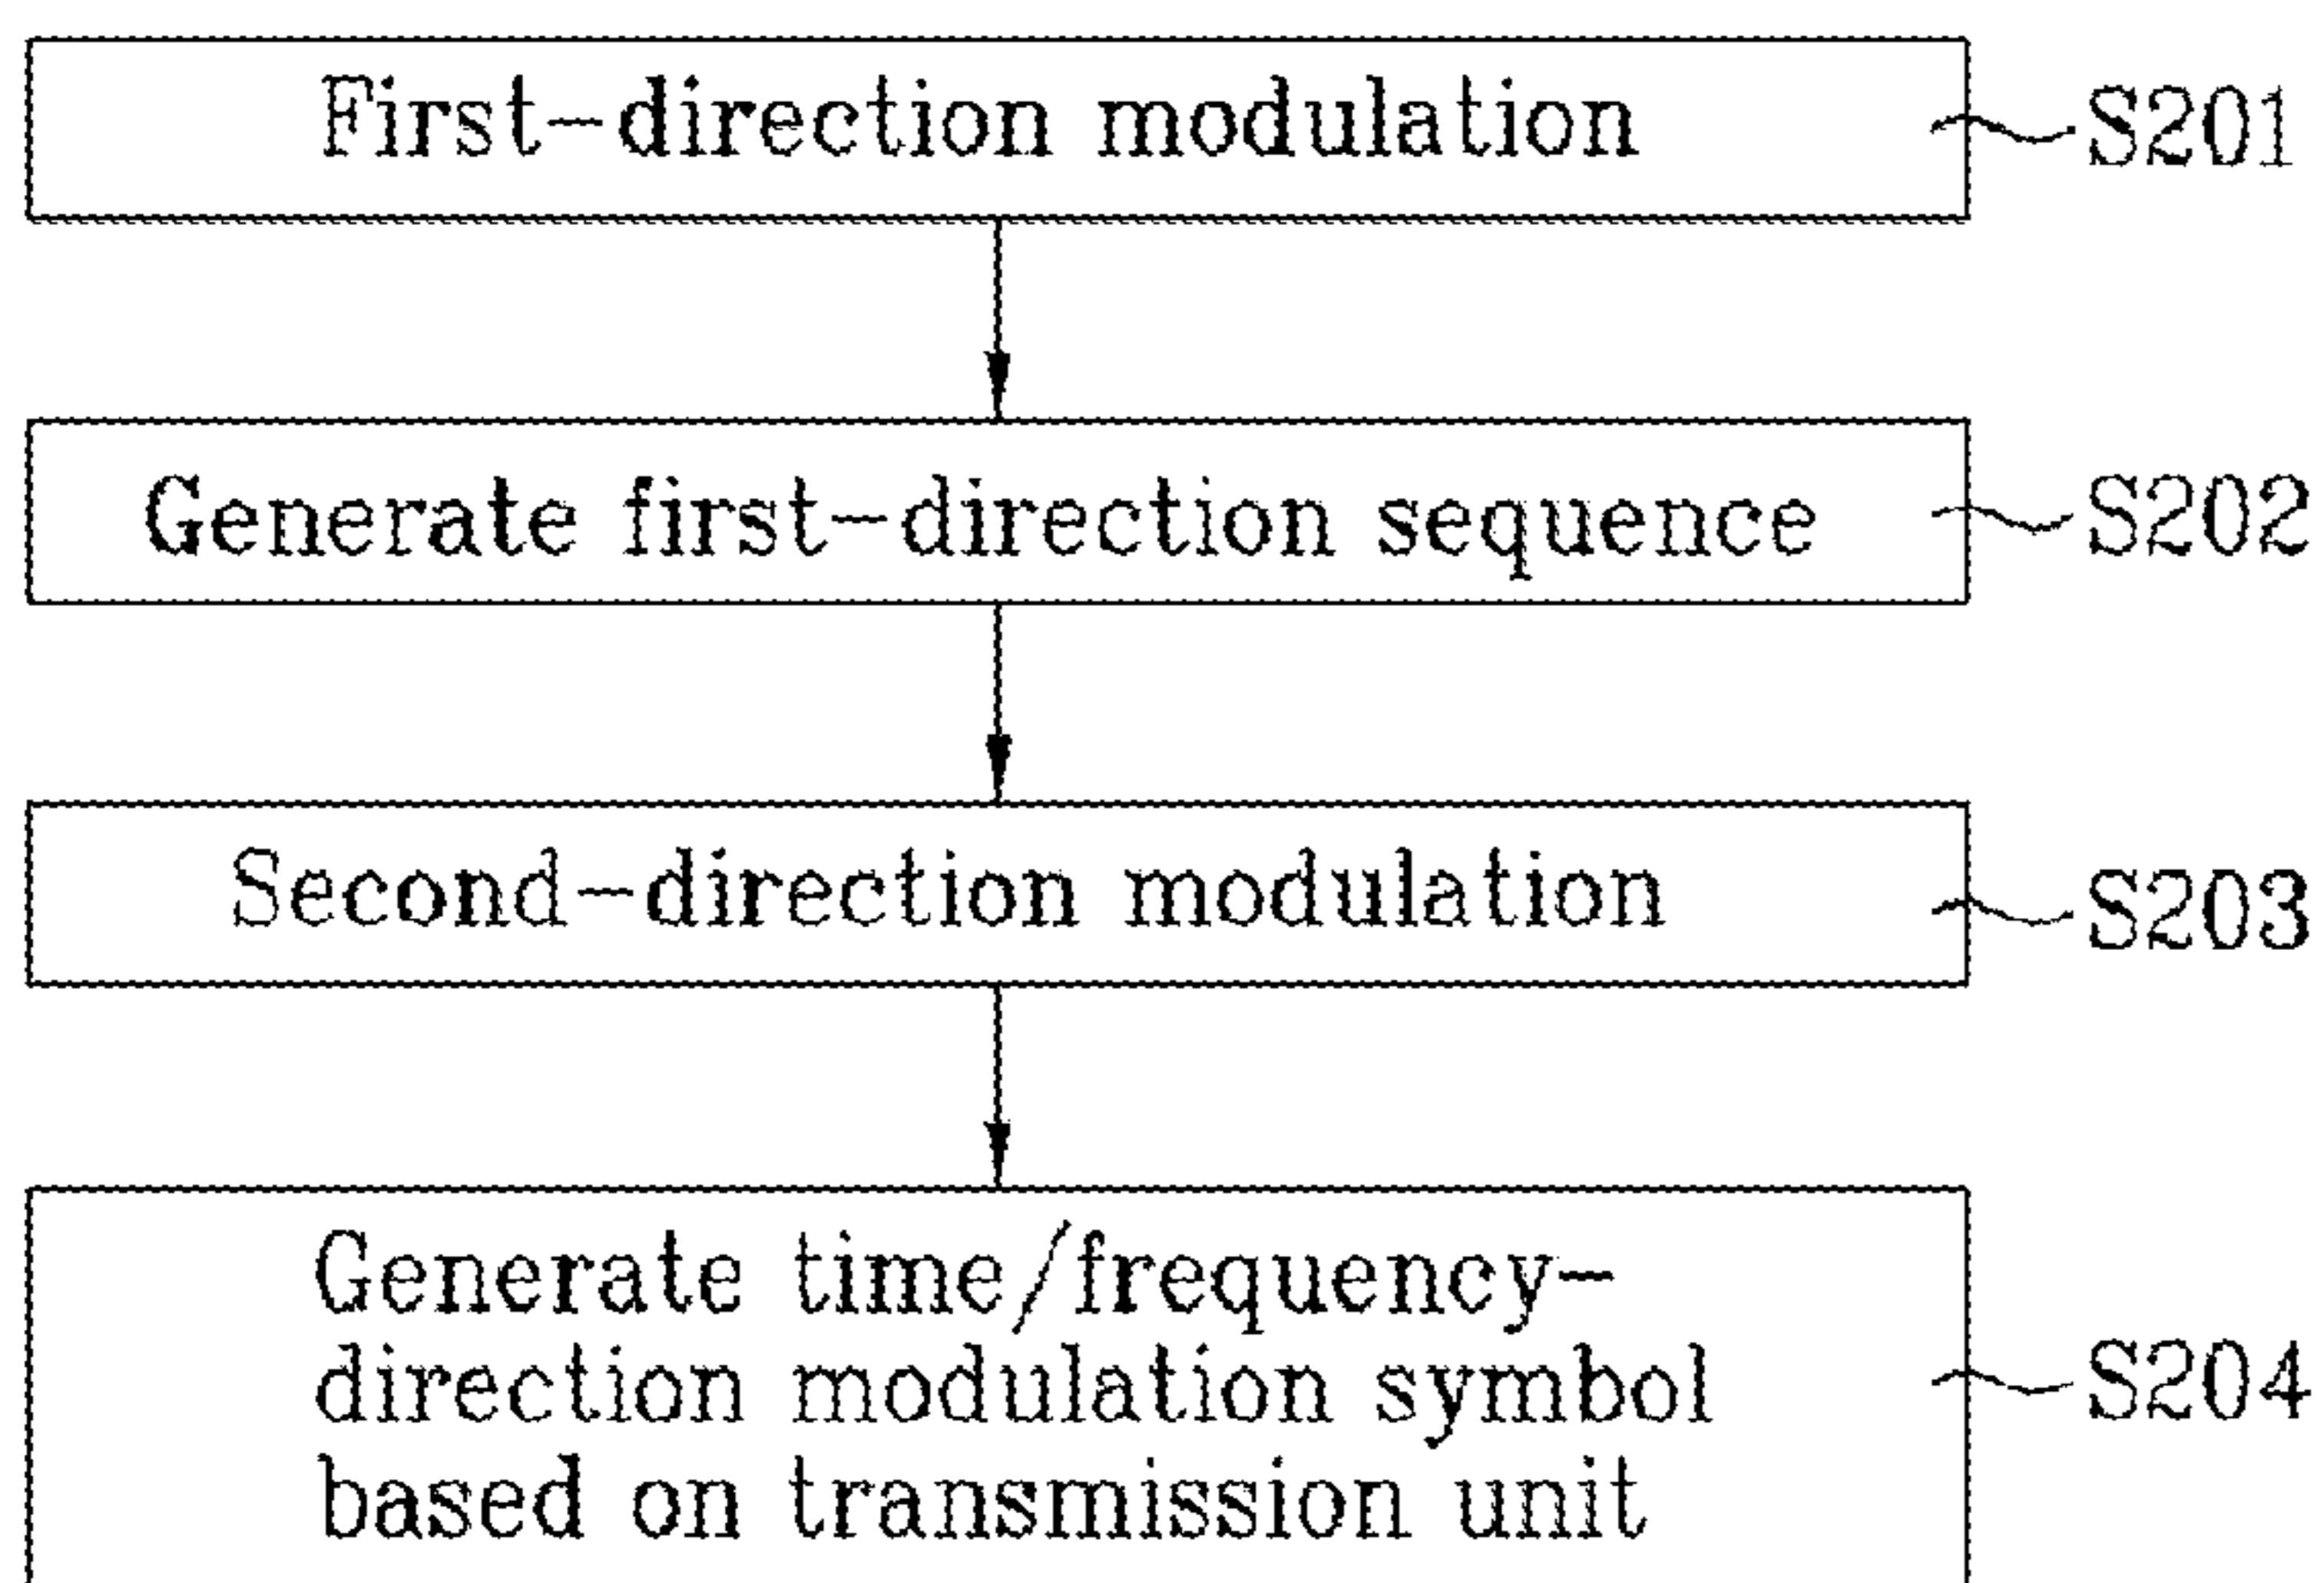 First-direction modulation
S201
Generate first-direction sequence
S202
Second-direction modulation
S203
Generate time/frequency-
direction modulation symbol
based on transmission unit
S204